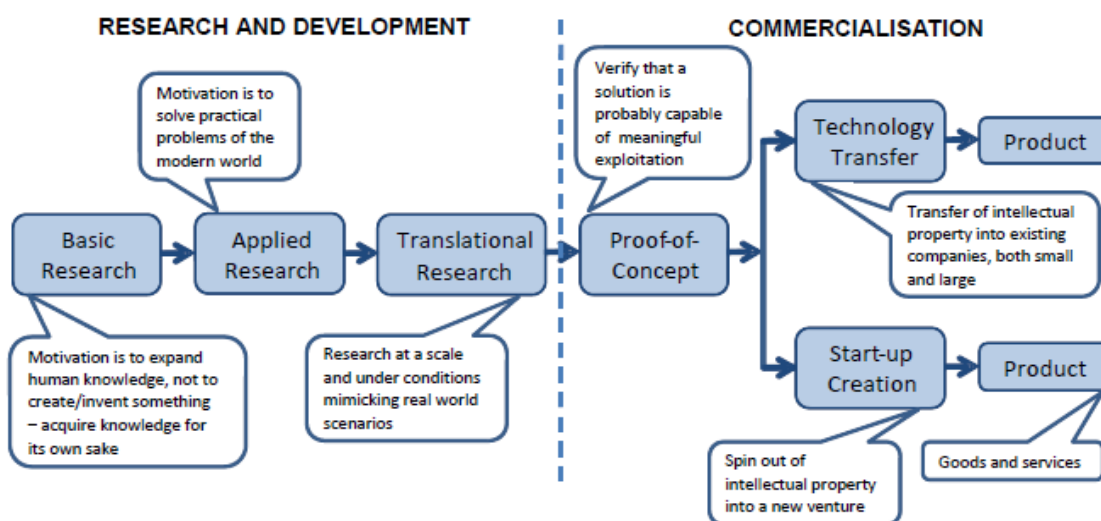 RESEARCH AND DEVELOPMENT
COMMERCIALISATION
Motivation is to
solve practical
problems of the
modern world
Verify that a
solution is
probably capable
of meaningful
exploitation
Technology
Transfer
Product
Basic
Research
Applied
Research
Translational
Research
Proof-of-
Concept
Transfer of intellectual
property into existing
companies, both small
and large
Motivation is to expand
human knowledge, not to
create/invent something
– acquire knowledge for
its own sake
Research at a scale
and under conditions
mimicking real world
scenarios
Start-up
Creation
Product
Spin out of
intellectual property
into a new venture
Goods and services